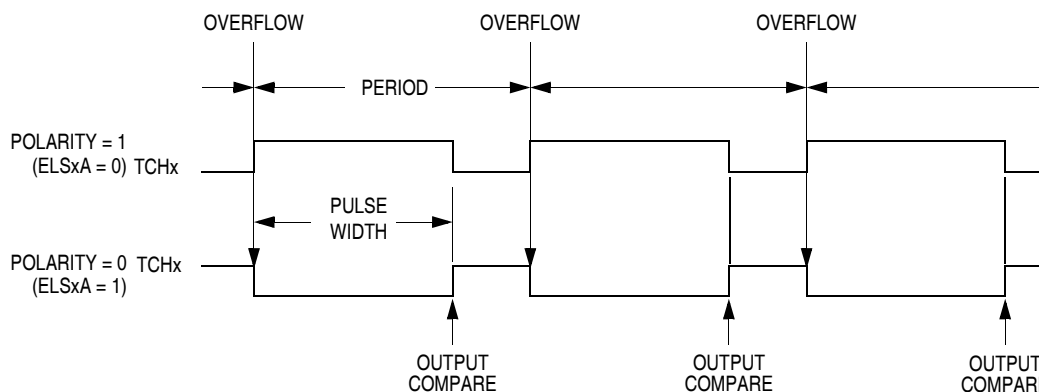 OVERFLOW OVERFLOW OVERFLOW
PERIOD
POLARITY = 1
(ELSxA = 0) TCHx
PULSE
WIDTH
POLARITY = 0 TCHx
(ELSxA = 1)
OUTPUT
COMPARE
OUTPUT
COMPARE
OUTPUT
COMPARE